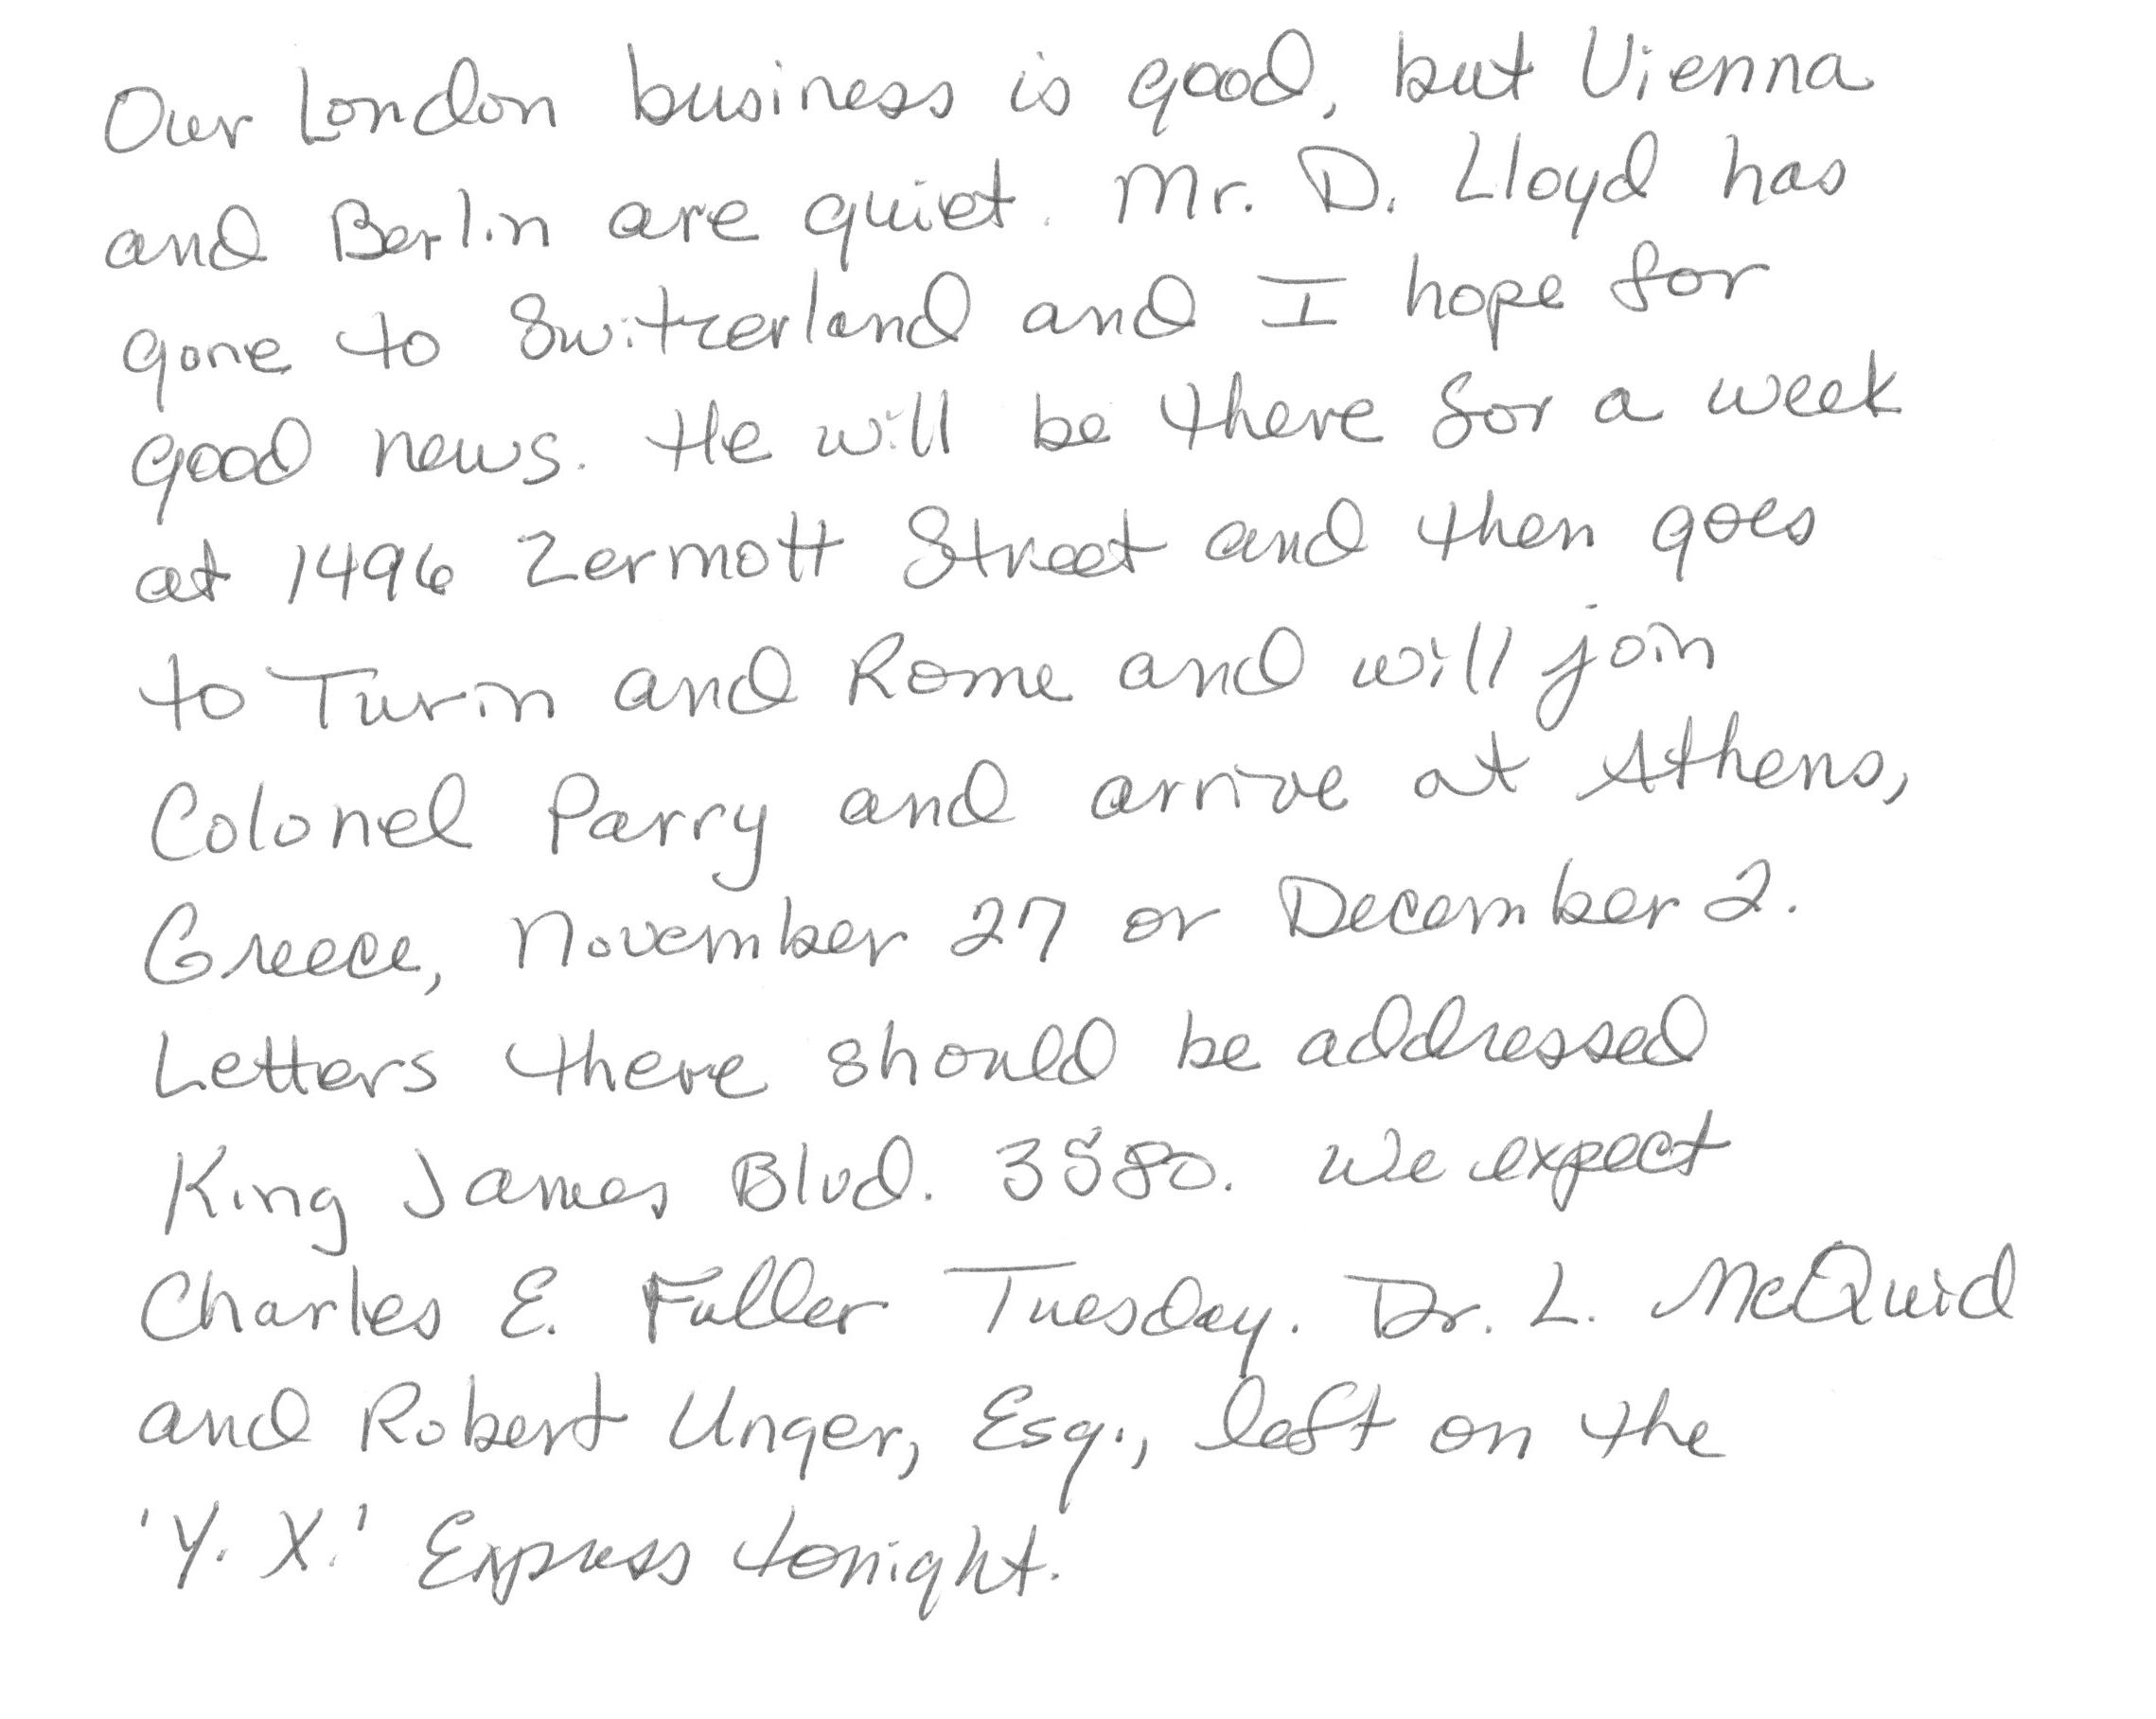 Our London business is good, but Vienna
and Berlin are quiet. Mr. D. Lloyd has
gone to Switzerland and I hope for
good news. He will be there for a week
at 1496 Zermott Street and then goes
to Turin and Rome and will join
Colonel Parry and arrive at Athens,
Greece, November 27 or December 2.
Letters there should be addressed
King James Blvd. 3580. We expect
Charles E. Fuller Tuesday. Dr. L. McQuid
and Robert Unger, Esq., left on the
'Y. X.' Express tonight.